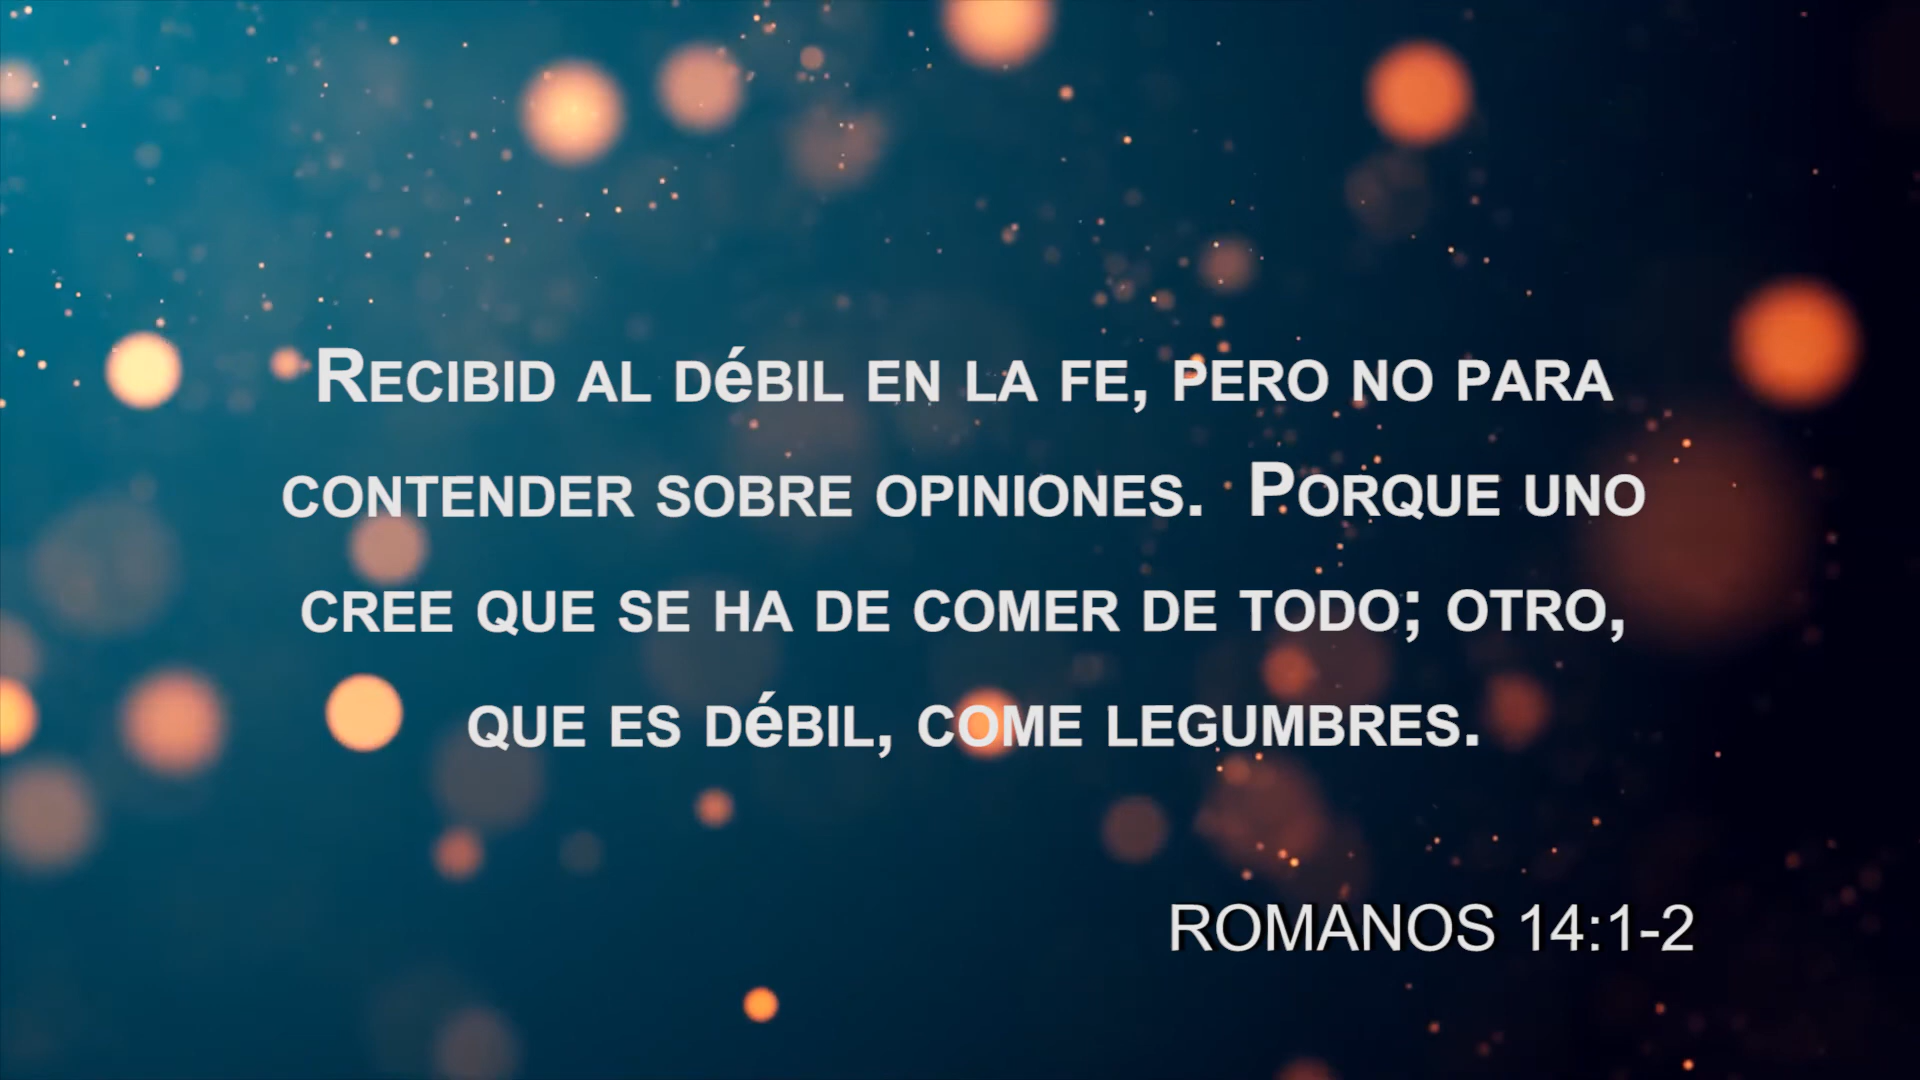 Recibid al débil en la fe, pero no para
contender sobre opiniones.  Porque uno
cree que se ha de comer de todo; otro,
que es débil, come legumbres.
ROMANOS 14:1-2